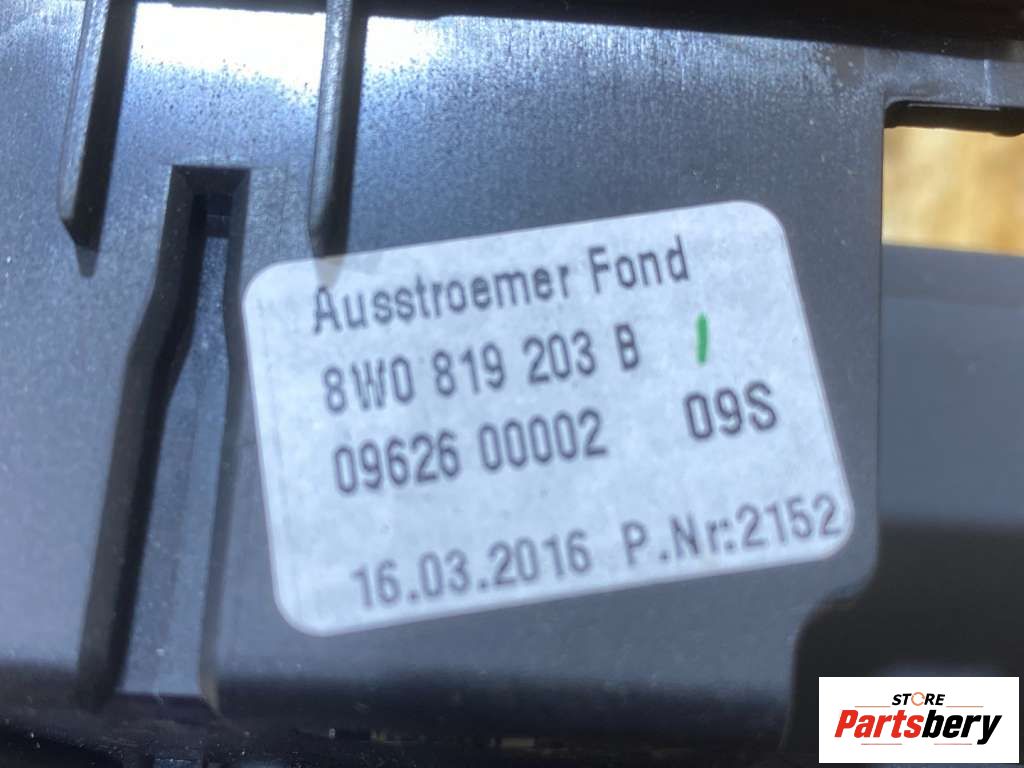 Ausstroemer Fond
8W0 819 203 B
09626 00002 09S
16.03.2016 P.Nr:2152
STORE
Partsbery